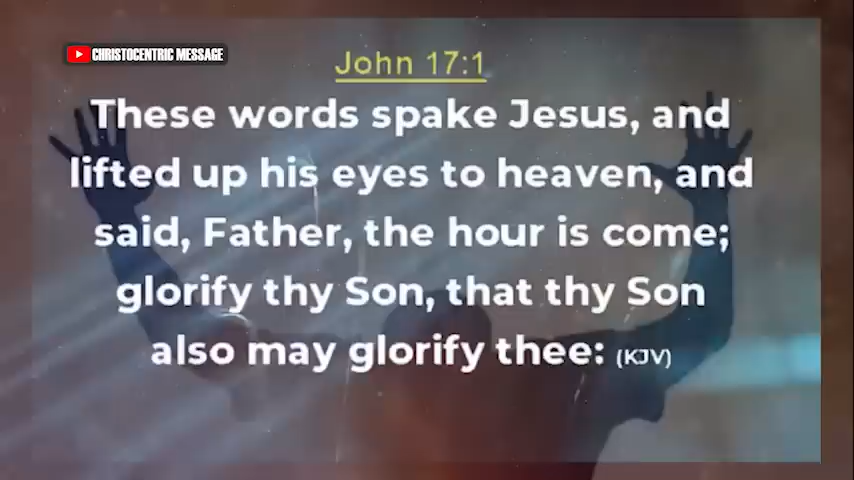 CHRISTOCENTRIC MESSAGE
John 17:1
These words spake Jesus, and
lifted up his eyes to heaven, and
said, Father, the hour is come;
glorify thy Son, that thy Son
also may glorify thee: (KJV)